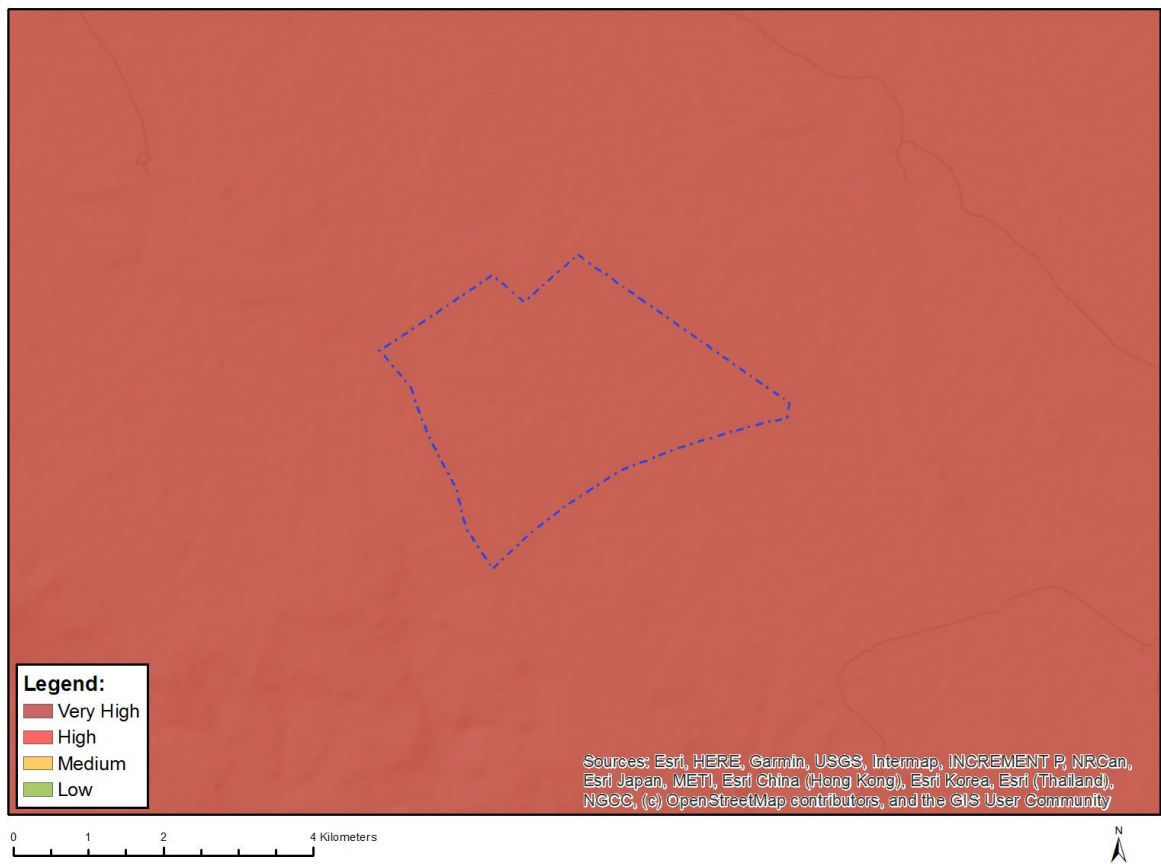 Legend:
Very High
High
Medium
Low
Sources: Esri, HERE, Garmin, USGS, Intermap, INCREMENT P, NRCan,
Esri Japan, METI, Esri China (Hong Kong), Esri Korea, Esri (Thailand),
NGCC, (c) OpenStreetMap contributors, and the GIS User Community
0 1 2 4 Kilometers
N